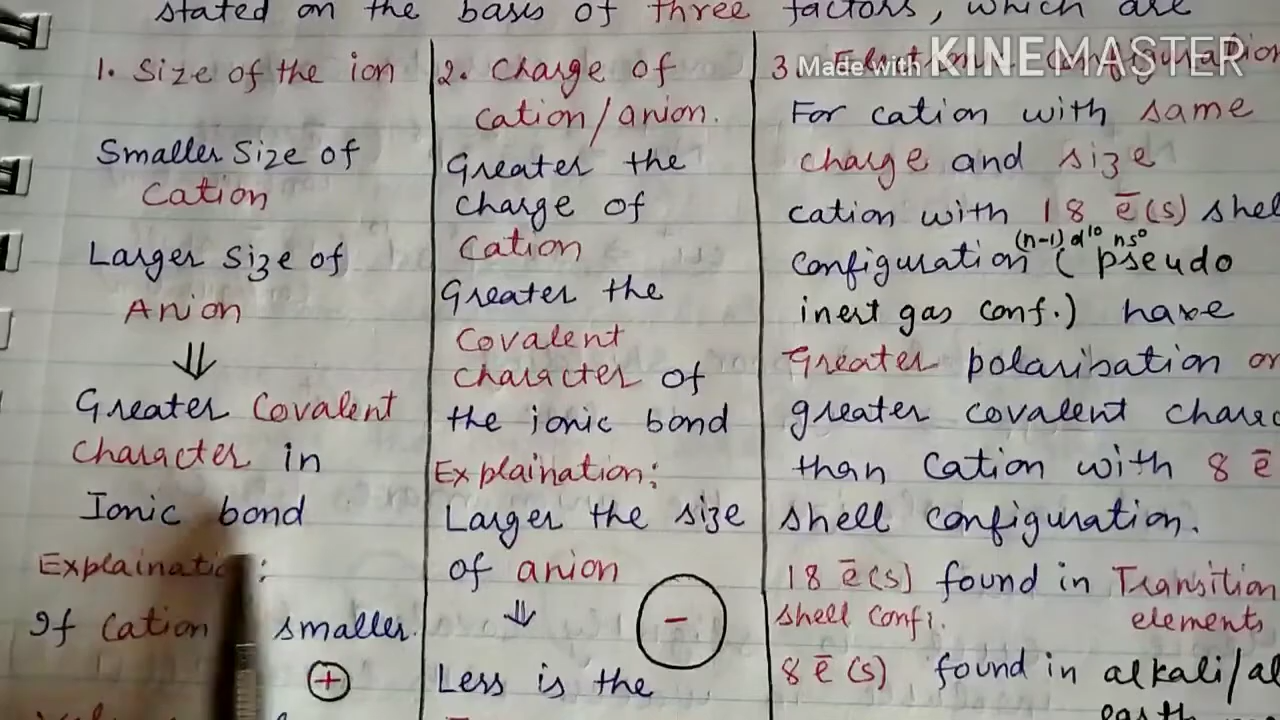 stated on the basis of three factors, which are
1. Size of the ion
Smaller Size of
Cation
Larger Size of
Anion
⇓
Greater Covalent
Character in
Ionic bond
Explainatio :
If Cation smaller.
+
2. Charge of
cation/anion.
Greater the
charge of
Cation
Greater the
Covalent
character of
the ionic bond
Explaination:
Larger the size
of anion
⇓
−
Less is the
3.
Made with KINEMASTER
For cation with same
charge and size
cation with 18 e̅(s) shel
(n-1)d¹⁰ ns⁰
configuration ( pseudo
inert gas conf.) have
Greater polarisation or
greater covalent charac
than Cation with 8 e̅
shell configuration.
18 e̅(s) found in Transition
shell Confi. elements
8 e̅(s) found in alkali/al